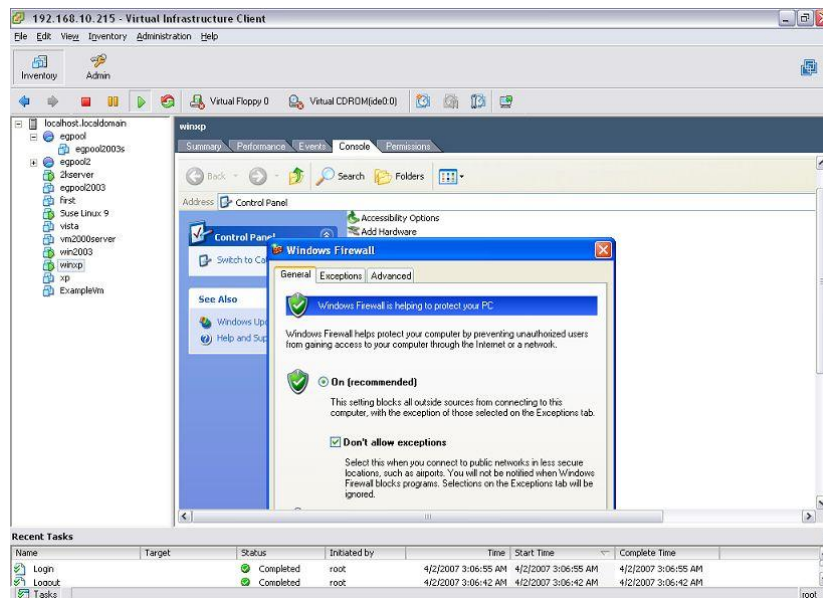 192.168.10.215 - Virtual Infrastructure Client
File Edit View Inventory Administration Help
Inventory Admin
Virtual Floppy 0 Virtual CDROM(ide0:0)
localhost.localdomain
egpool
egpool2003s
egpool2
2kserver
egpool2003
first
Suse Linux 9
vista
vm2000server
win2003
winxp
xp
ExampleVm
winxp
Summary Performance Events Console Permissions
Back Search Folders
Address Control Panel
Control Panel
Switch to Ca
See Also
Windows Up
Help and Sup
Accessibility Options
Add Hardware
Windows Firewall
General Exceptions Advanced
Windows Firewall is helping to protect your PC
Windows Firewall helps protect your computer by preventing unauthorized users
from gaining access to your computer through the Internet or a network.
On (recommended)
This setting blocks all outside sources from connecting to this
computer, with the exception of those selected on the Exceptions tab.
Don't allow exceptions
Select this when you connect to public networks in less secure
locations, such as airports. You will not be notified when Windows
Firewall blocks programs. Selections on the Exceptions tab will be
ignored.
Recent Tasks
Name Target Status Initiated by Time Start Time Complete Time
Login Completed root 4/2/2007 3:06:55 AM 4/2/2007 3:06:55 AM 4/2/2007 3:06:55 AM
Logout Completed root 4/2/2007 3:06:42 AM 4/2/2007 3:06:42 AM 4/2/2007 3:06:42 AM
Tasks root